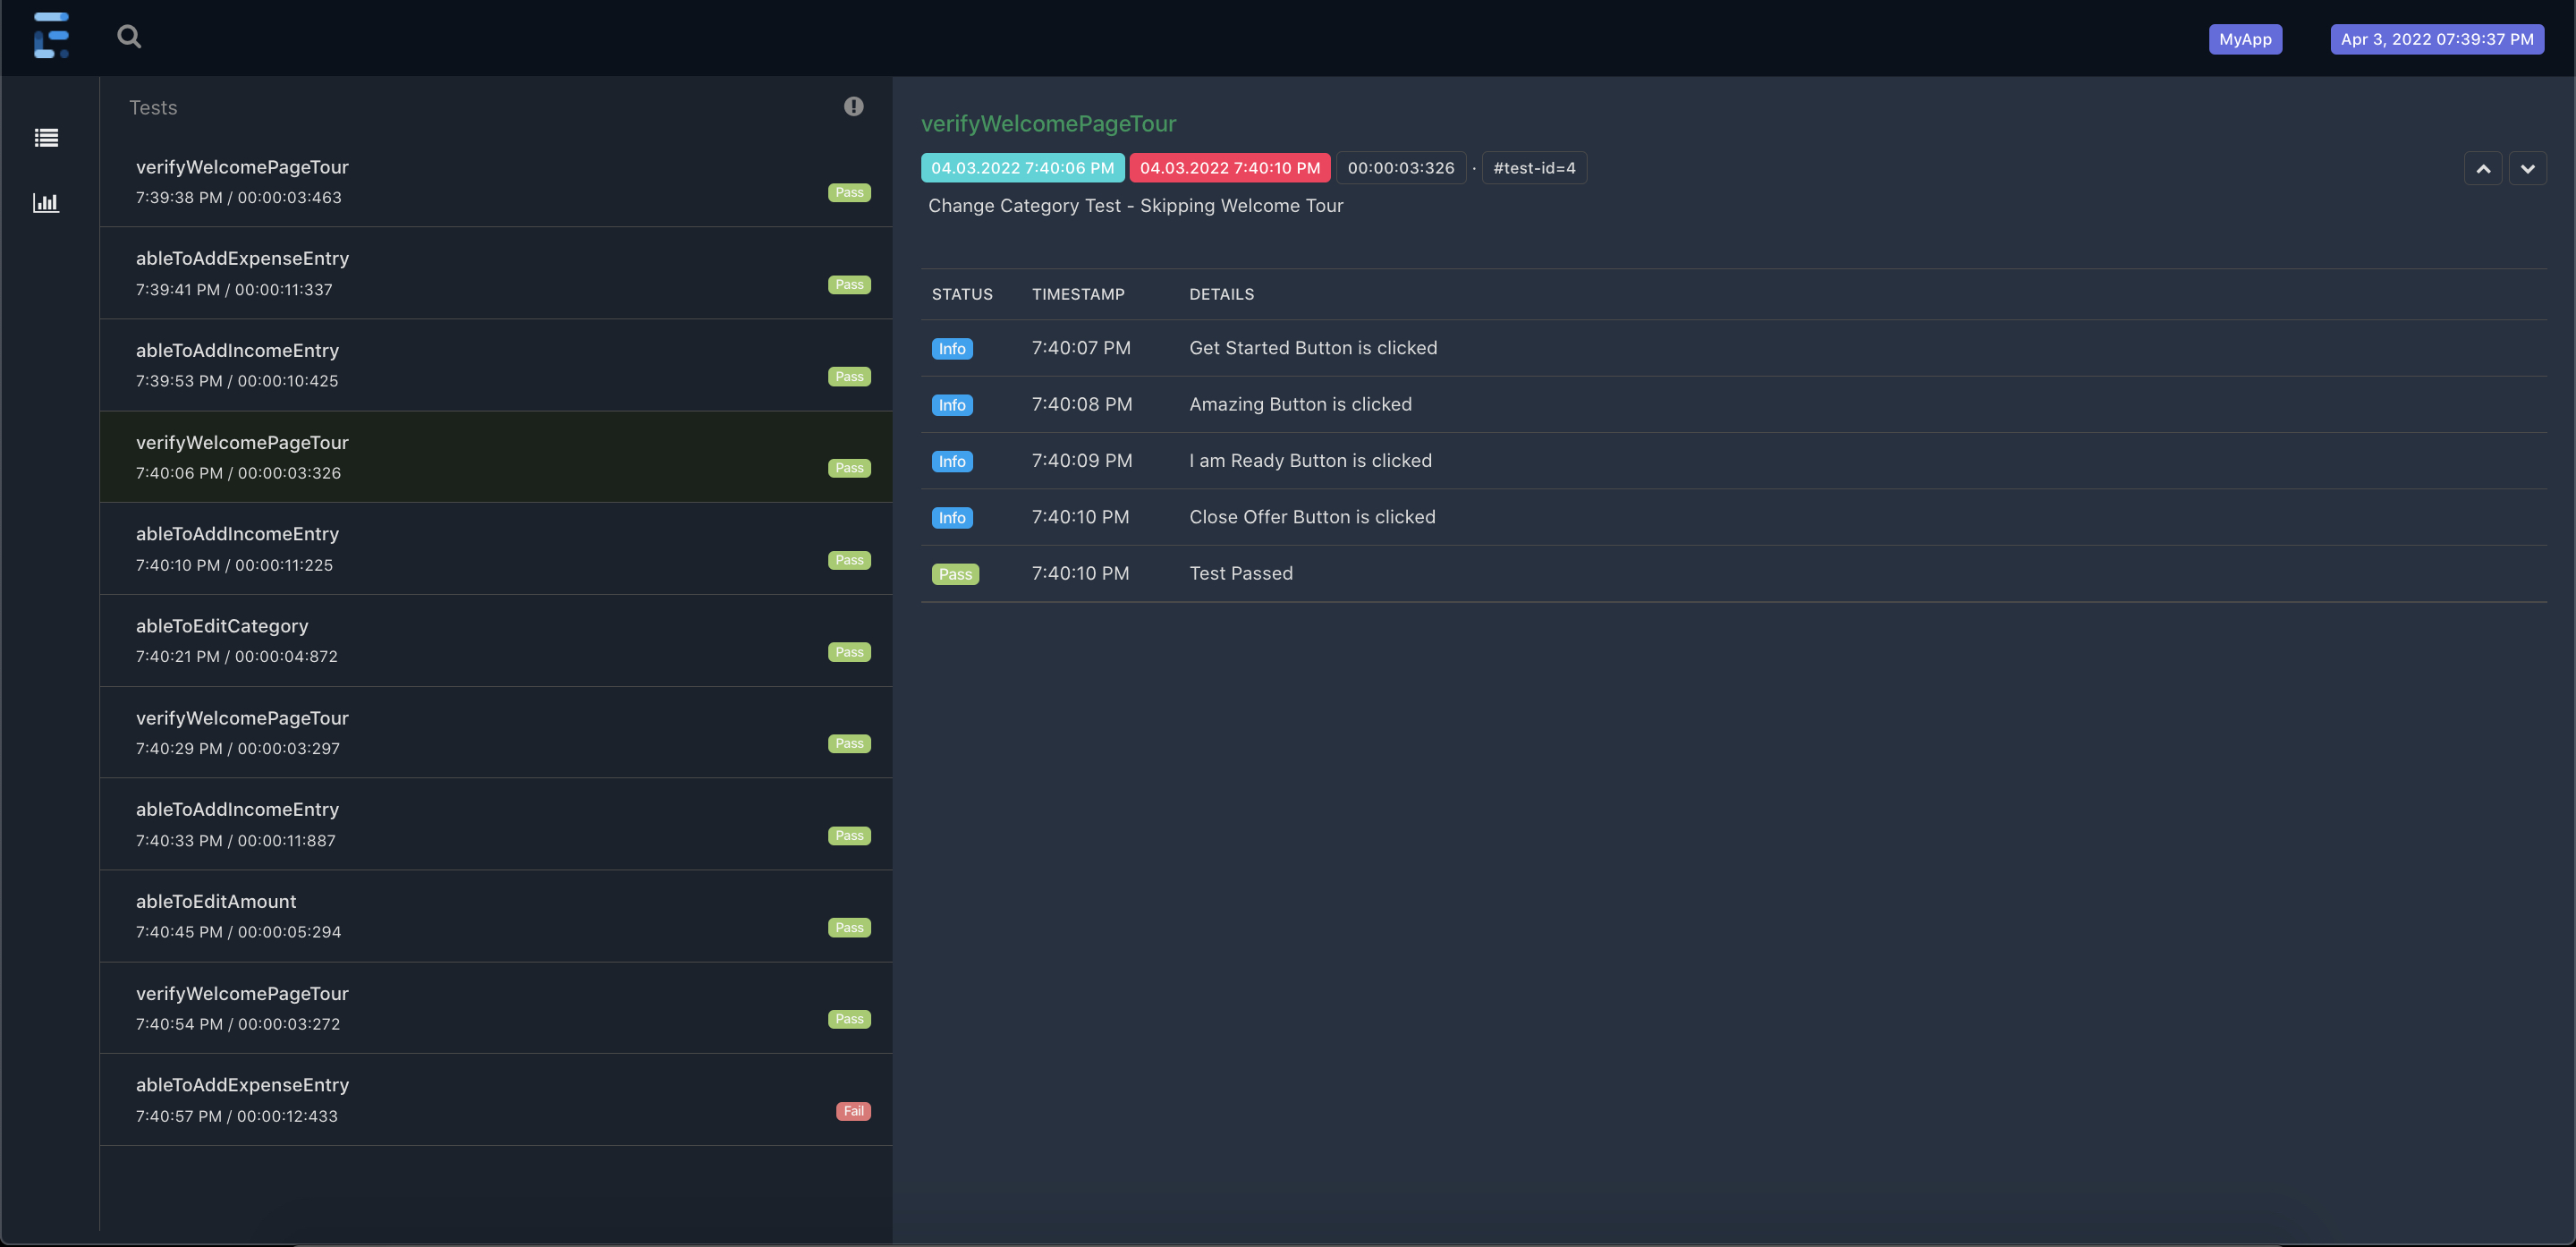 MyApp
Apr 3, 2022 07:39:37 PM
Tests
verifyWelcomePageTour
7:39:38 PM / 00:00:03:463
Pass
ableToAddExpenseEntry
7:39:41 PM / 00:00:11:337
Pass
ableToAddIncomeEntry
7:39:53 PM / 00:00:10:425
Pass
verifyWelcomePageTour
7:40:06 PM / 00:00:03:326
Pass
ableToAddIncomeEntry
7:40:10 PM / 00:00:11:225
Pass
ableToEditCategory
7:40:21 PM / 00:00:04:872
Pass
verifyWelcomePageTour
7:40:29 PM / 00:00:03:297
Pass
ableToAddIncomeEntry
7:40:33 PM / 00:00:11:887
Pass
ableToEditAmount
7:40:45 PM / 00:00:05:294
Pass
verifyWelcomePageTour
7:40:54 PM / 00:00:03:272
Pass
ableToAddExpenseEntry
7:40:57 PM / 00:00:12:433
Fail
verifyWelcomePageTour
04.03.2022 7:40:06 PM 04.03.2022 7:40:10 PM 00:00:03:326 · #test-id=4
Change Category Test - Skipping Welcome Tour
STATUS TIMESTAMP DETAILS
Info 7:40:07 PM Get Started Button is clicked
Info 7:40:08 PM Amazing Button is clicked
Info 7:40:09 PM I am Ready Button is clicked
Info 7:40:10 PM Close Offer Button is clicked
Pass 7:40:10 PM Test Passed